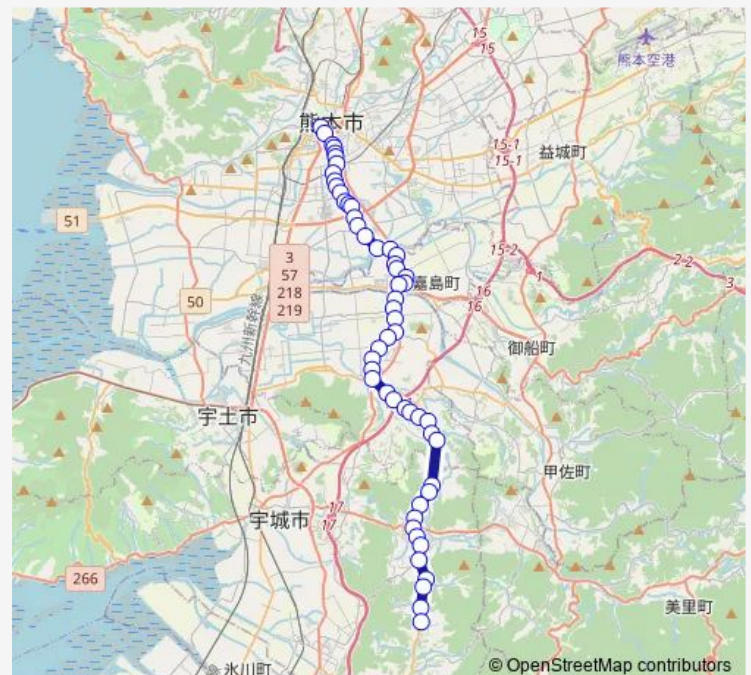 15
15
熊本空港
熊本市
15-1
15-1
益城町
51
15-2
2-2
3
57
218
219
1
3
嘉島町
16
16
50
九州新幹線
御船町
宇土市
甲佐町
17
17
宇城市
266
美里町
氷川町
© OpenStreetMap contributors